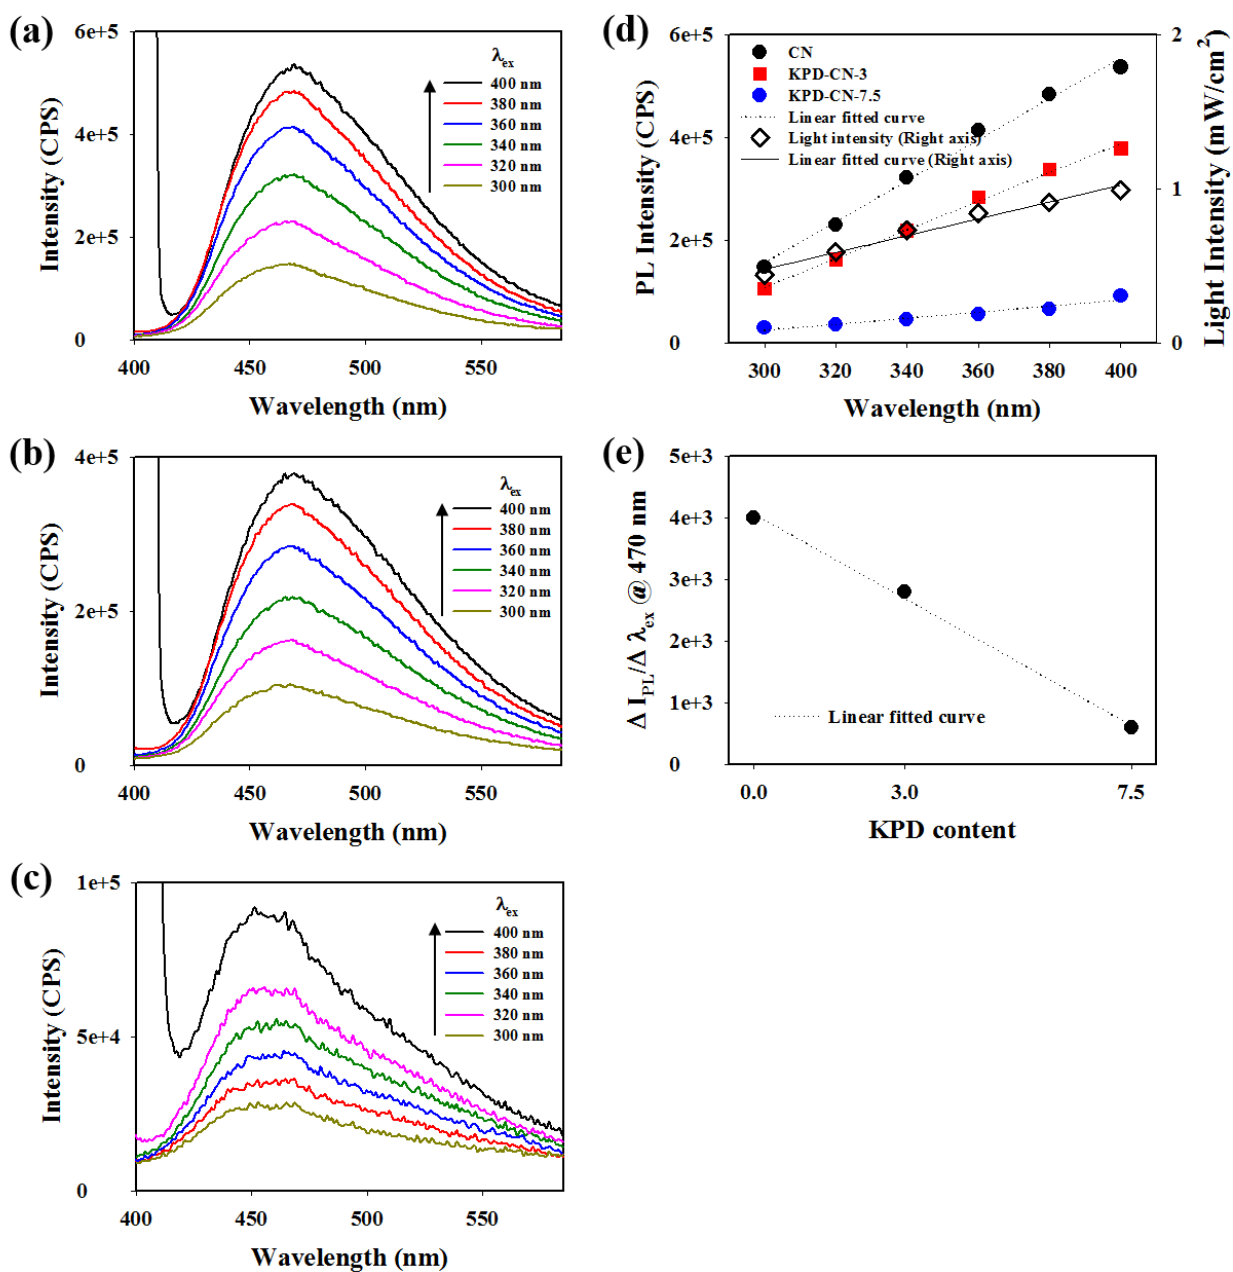 (a)
6e+5
4e+5
2e+5
0
Intensity (CPS)
λex
400 nm
380 nm
360 nm
340 nm
320 nm
300 nm
400 450 500 550
Wavelength (nm)
(d)
6e+5
4e+5
2e+5
0
PL Intensity (CPS)
CN
KPD-CN-3
KPD-CN-7.5
Linear fitted curve
Light intensity (Right axis)
Linear fitted curve (Right axis)
2
1
0
Light Intensity (mW/cm²)
300 320 340 360 380 400
Wavelength (nm)
(b)
4e+5
2e+5
0
Intensity (CPS)
λex
400 nm
380 nm
360 nm
340 nm
320 nm
300 nm
400 450 500 550
Wavelength (nm)
(e)
5e+3
4e+3
3e+3
2e+3
1e+3
0
Δ IPL/Δ λex @ 470 nm
Linear fitted curve
0.0 3.0 7.5
KPD content
(c)
1e+5
5e+4
0
Intensity (CPS)
λex
400 nm
380 nm
360 nm
340 nm
320 nm
300 nm
400 450 500 550
Wavelength (nm)